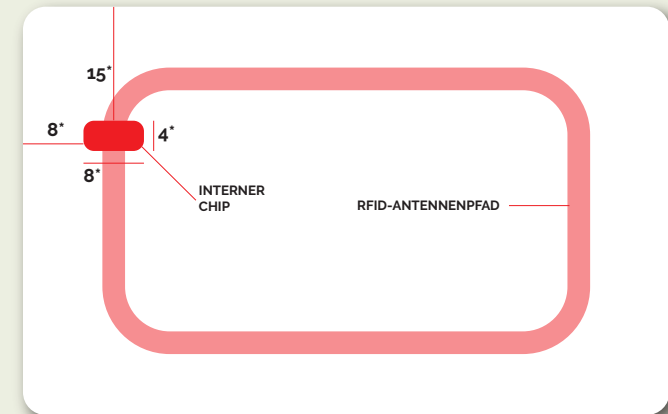 15*
8*
4*
8*
INTERNER
CHIP
RFID-ANTENNENPFAD